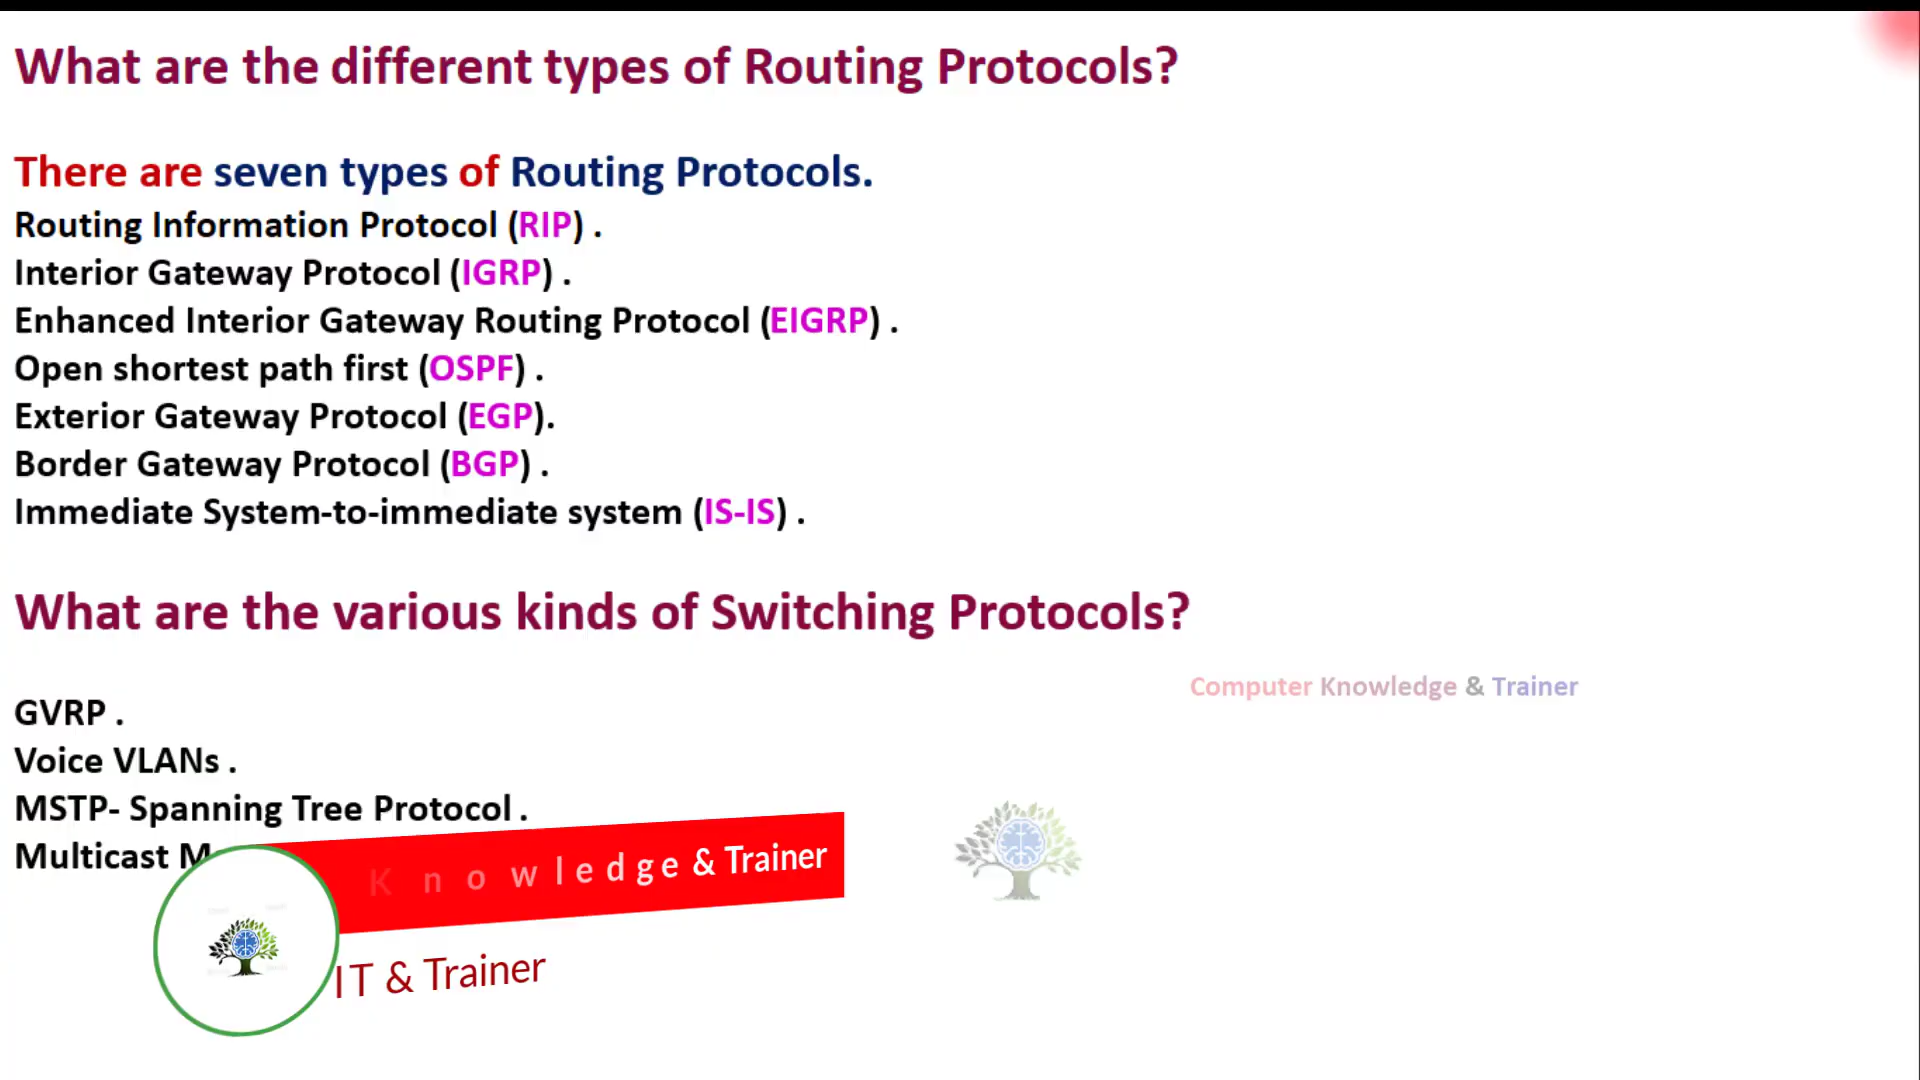 What are the different types of Routing Protocols?
There are seven types of Routing Protocols.
Routing Information Protocol (RIP) .
Interior Gateway Protocol (IGRP) .
Enhanced Interior Gateway Routing Protocol (EIGRP) .
Open shortest path first (OSPF) .
Exterior Gateway Protocol (EGP).
Border Gateway Protocol (BGP) .
Immediate System-to-immediate system (IS-IS) .
What are the various kinds of Switching Protocols?
Computer Knowledge & Trainer
GVRP .
Voice VLANs .
MSTP- Spanning Tree Protocol .
Multicast
Knowledge & Trainer
IT & Trainer